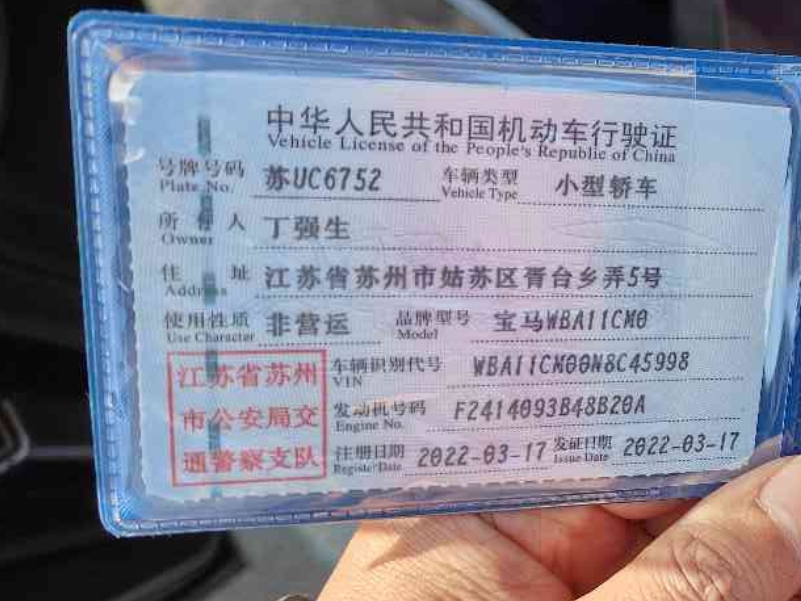 中华人民共和国机动车行驶证
Vehicle License of the People's Republic of China
号牌号码 苏UC6752 车辆类型 小型轿车
Plate No. Vehicle Type
所有人 丁强生
Owner
住址 江苏省苏州市姑苏区胥台乡弄5号
Address
使用性质 非营运 品牌型号 宝马WBA11CM0
Use Character Model
江苏省苏州 车辆识别代号 WBA11CM00N8C45998
VIN
市公安局交 发动机号码 F2414093B48B20A
Engine No.
通警察支队 注册日期 2022-03-17 发证日期 2022-03-17
Register Date Issue Date